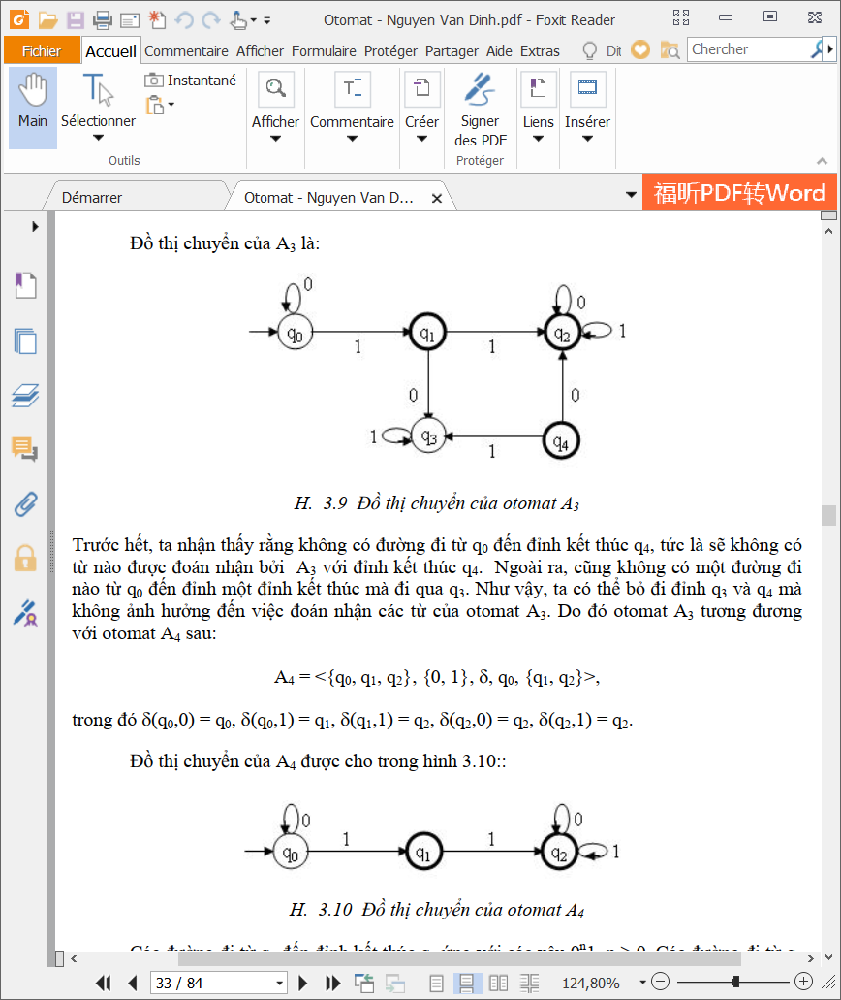 Otomat - Nguyen Van Dinh.pdf - Foxit Reader
Fichier Accueil Commentaire Afficher Formulaire Protéger Partager Aide Extras Dit Chercher
Main Sélectionner Instantané Afficher Commentaire Créer Signer des PDF Liens Insérer
Outils Protéger
Démarrer Otomat - Nguyen Van D... 福昕PDF转Word
Đồ thị chuyển của A₃ là:
0 0
q₀ 1 q₁ 1 q₂ 1
0 0
1 q₃ 1 q₄
H. 3.9 Đồ thị chuyển của otomat A₃
Trước hết, ta nhận thấy rằng không có đường đi từ q₀ đến đỉnh kết thúc q₄, tức là sẽ không có
từ nào được đoán nhận bởi A₃ với đỉnh kết thúc q₄. Ngoài ra, cũng không có một đường đi
nào từ q₀ đến đỉnh một đỉnh kết thúc mà đi qua q₃. Như vậy, ta có thể bỏ đi đỉnh q₃ và q₄ mà
không ảnh hưởng đến việc đoán nhận các từ của otomat A₃. Do đó otomat A₃ tương đương
với otomat A₄ sau:
A₄ = <{q₀, q₁, q₂}, {0, 1}, δ, q₀, {q₁, q₂}>,
trong đó δ(q₀,0) = q₀, δ(q₀,1) = q₁, δ(q₁,1) = q₂, δ(q₂,0) = q₂, δ(q₂,1) = q₂.
Đồ thị chuyển của A₄ được cho trong hình 3.10::
0 0
q₀ 1 q₁ 1 q₂ 1
H. 3.10 Đồ thị chuyển của otomat A₄
33 / 84 124,80%